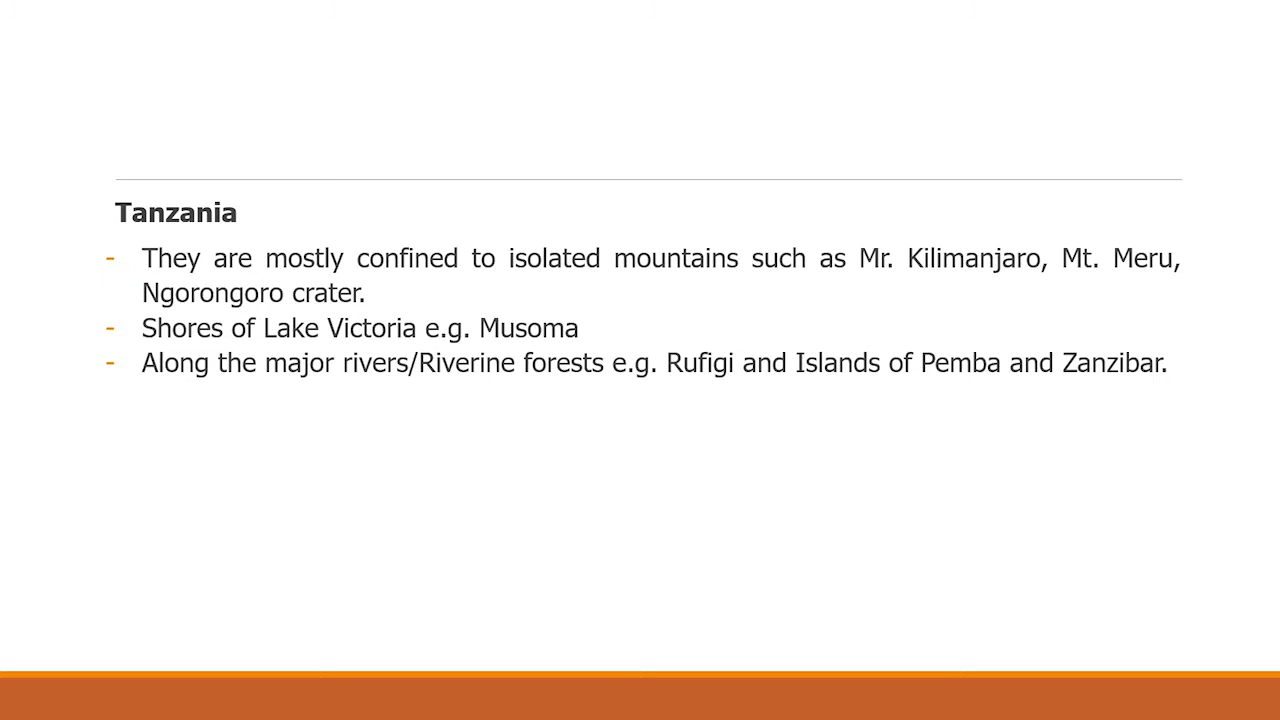 Tanzania
- They are mostly confined to isolated mountains such as Mr. Kilimanjaro, Mt. Meru,
Ngorongoro crater.
- Shores of Lake Victoria e.g. Musoma
- Along the major rivers/Riverine forests e.g. Rufigi and Islands of Pemba and Zanzibar.